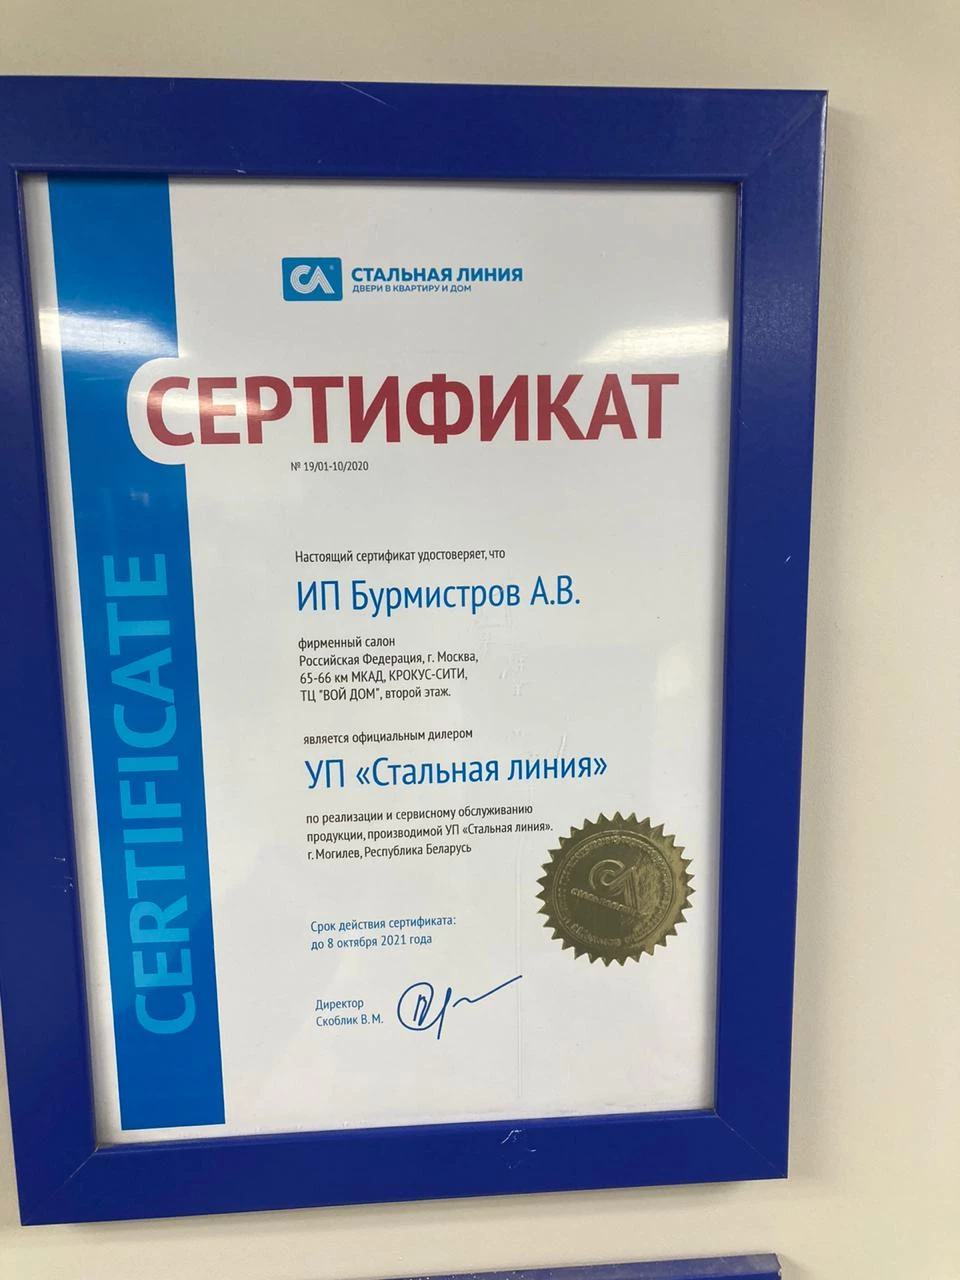 СТАЛЬНАЯ ЛИНИЯ
ДВЕРИ В КВАРТИРУ И ДОМ
СЕРТИФИКАТ
№ 19/01-10/2020
CERTIFICATE
Настоящий сертификат удостоверяет, что
ИП Бурмистров А.В.
фирменный салон
Российская Федерация, г. Москва,
65-66 км МКАД, КРОКУС-СИТИ,
ТЦ "ВОЙ ДОМ", второй этаж.
является официальным дилером
УП «Стальная линия»
по реализации и сервисному обслуживанию
продукции, производимой УП «Стальная линия».
г. Могилев, Республика Беларусь
Срок действия сертификата:
до 8 октября 2021 года
Директор
Скоблик В. М.